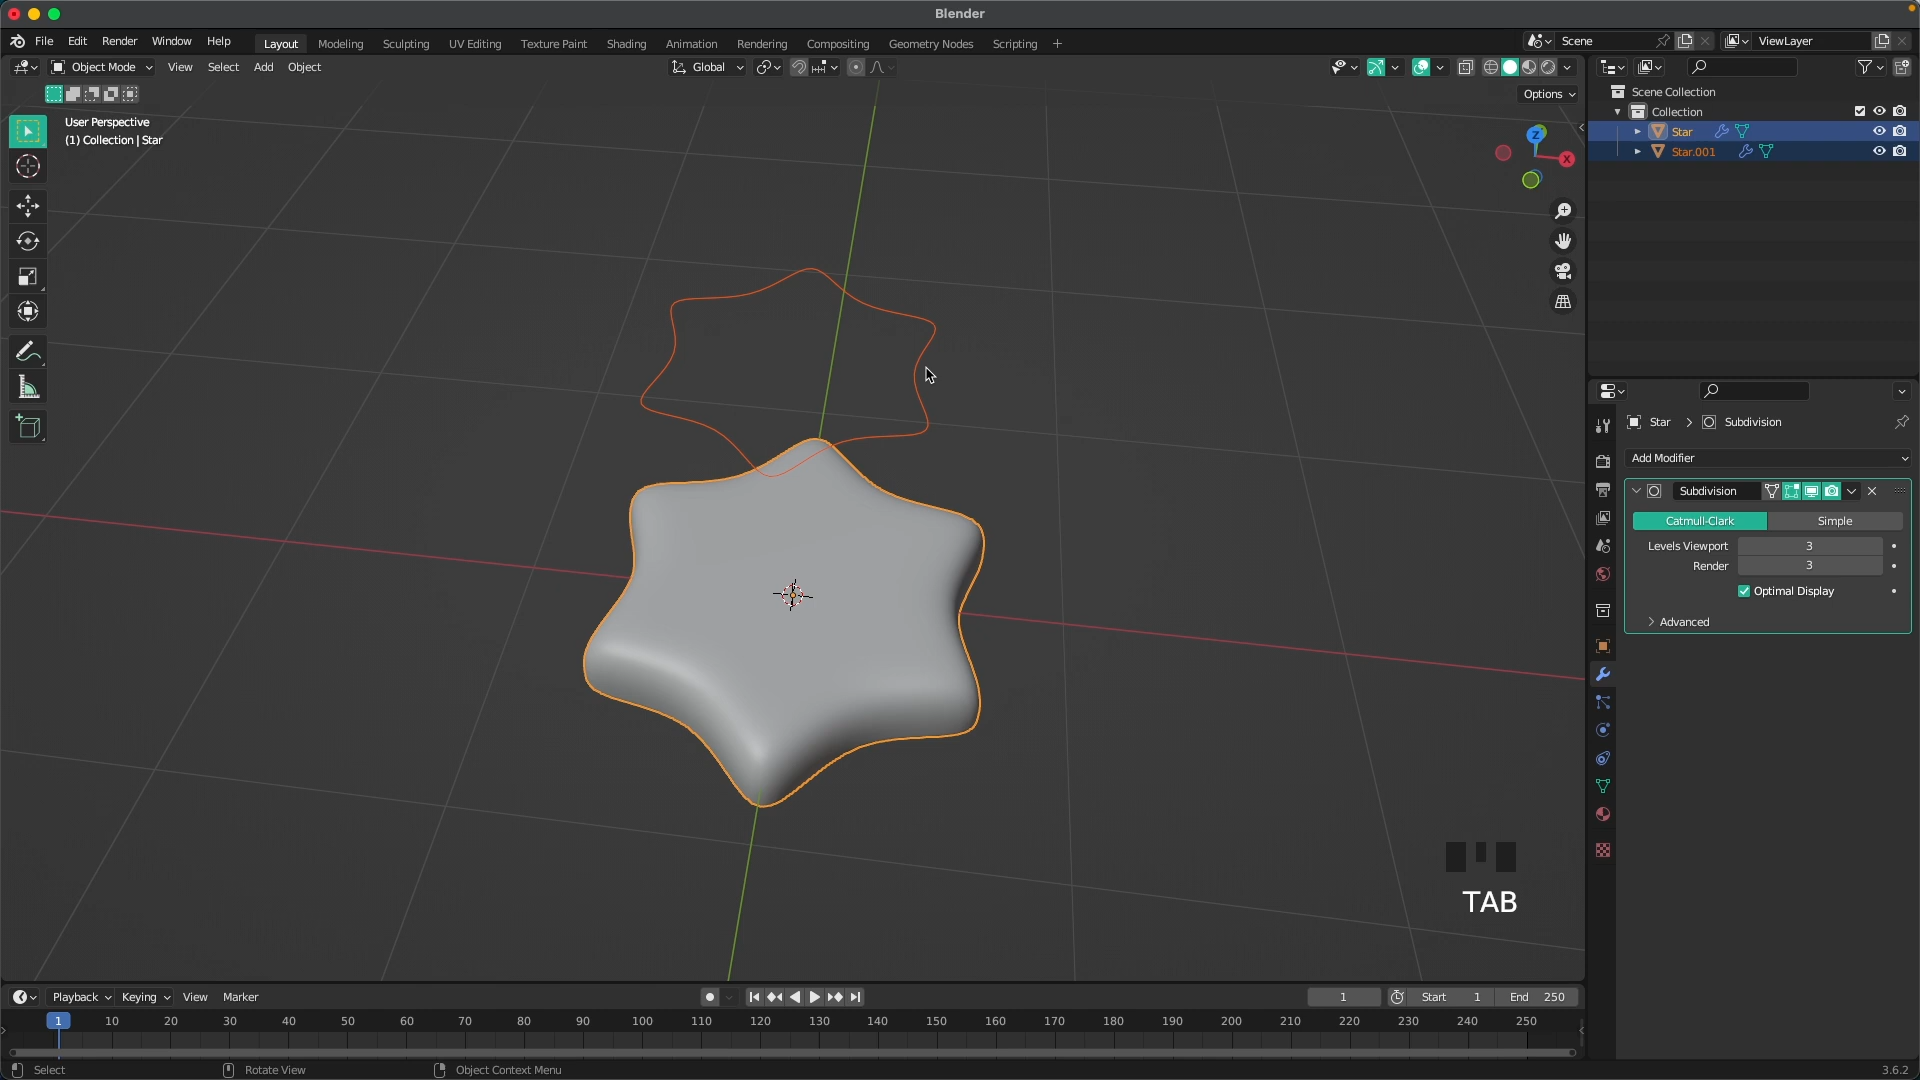 Blender
File Edit Render Window Help
Layout Modeling Sculpting UV Editing Texture Paint Shading Animation Rendering Compositing Geometry Nodes Scripting +
Scene
ViewLayer
Object Mode View Select Add Object
Global
Options
User Perspective
(1) Collection | Star
Z
X
Scene Collection
Collection
Star
Star.001
Star > Subdivision
Add Modifier
Subdivision
Catmull-Clark Simple
Levels Viewport 3
Render 3
Optimal Display
Advanced
TAB
Playback Keying View Marker
1
Start 1
End 250
1 10 20 30 40 50 60 70 80 90 100 110 120 130 140 150 160 170 180 190 200 210 220 230 240 250
Select
Rotate View
Object Context Menu
3.6.2